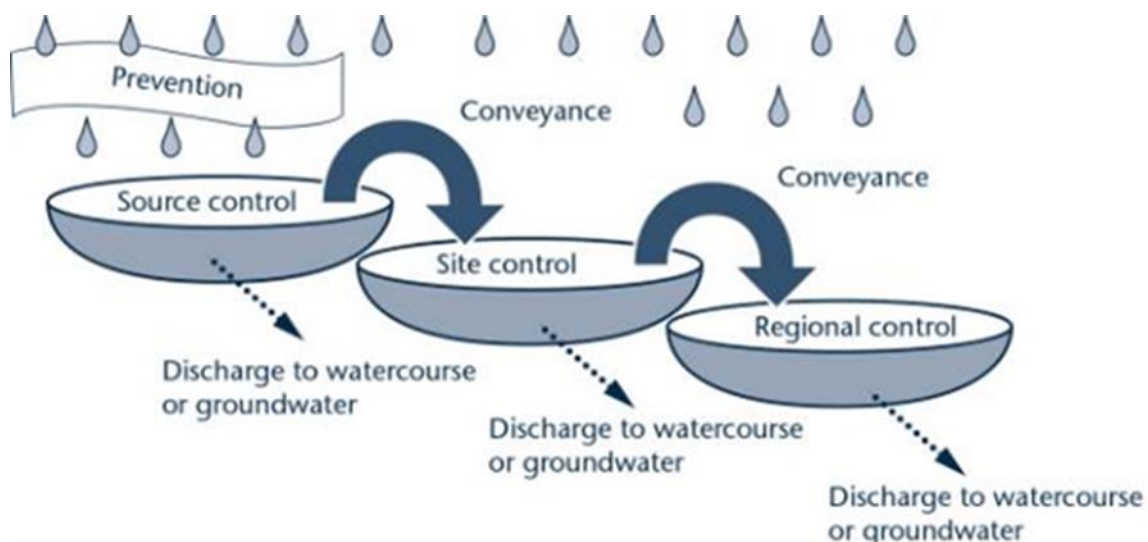 Prevention
Conveyance
Conveyance
Source control
Site control
Regional control
Discharge to watercourse
or groundwater
Discharge to watercourse
or groundwater
Discharge to watercourse
or groundwater